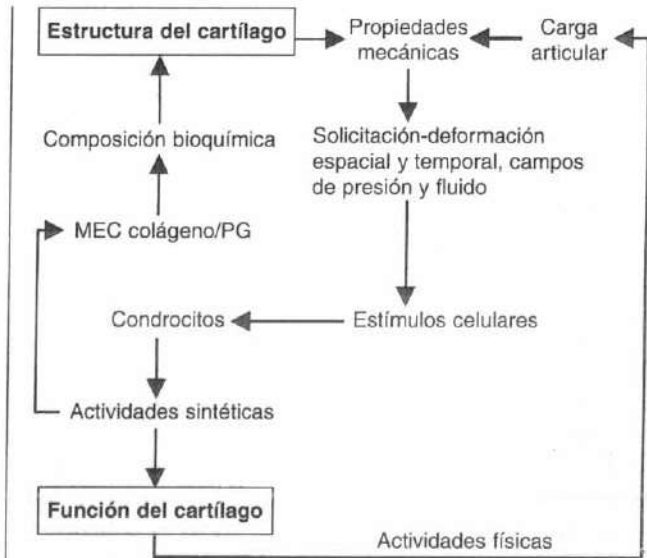 Estructura del cartílago
Propiedades
mecánicas
Carga
articular
Composición bioquímica
Solicitación-deformación
espacial y temporal, campos
de presión y fluido
MEC colágeno/PG
Condrocitos
Estímulos celulares
Actividades sintéticas
Función del cartílago
Actividades físicas